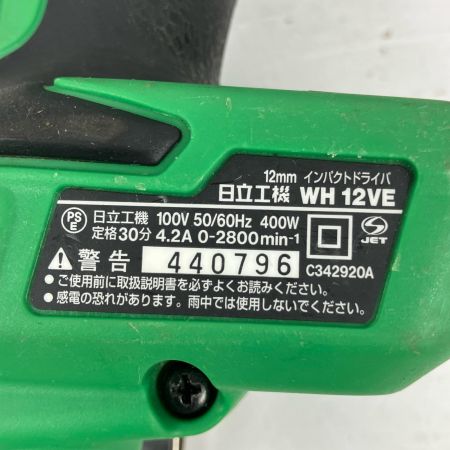 12mm インパクトドライバ
日立工機 WH 12VE
PS E 日立工機 100V 50/60Hz 400W
定格30分 4.2A 0-2800min-1
S JET
警告 440796 C342920A
●ご使用前に取扱説明書を必ずよくお読みください。
●感電の恐れがあります。雨中では使用しないでください。